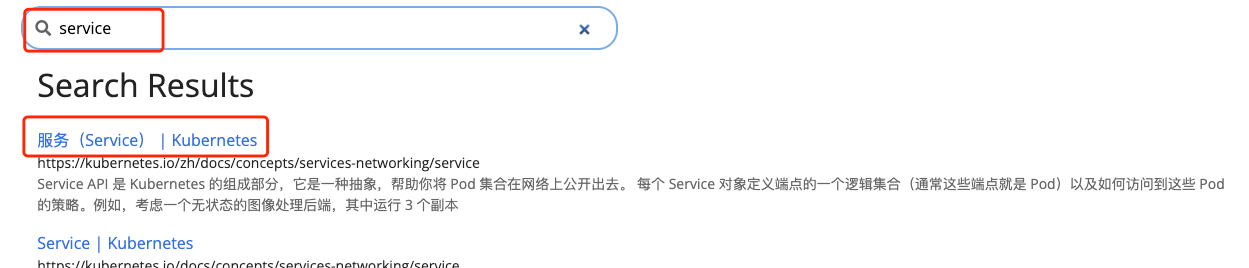 service
Search Results
服务（Service） | Kubernetes
https://kubernetes.io/zh/docs/concepts/services-networking/service
Service API 是 Kubernetes 的组成部分，它是一种抽象，帮助你将 Pod 集合在网络上公开出去。 每个 Service 对象定义端点的一个逻辑集合（通常这些端点就是 Pod）以及如何访问到这些 Pod
的策略。例如，考虑一个无状态的图像处理后端，其中运行 3 个副本
Service | Kubernetes
https://kubernetes.io/docs/concepts/services-networking/service